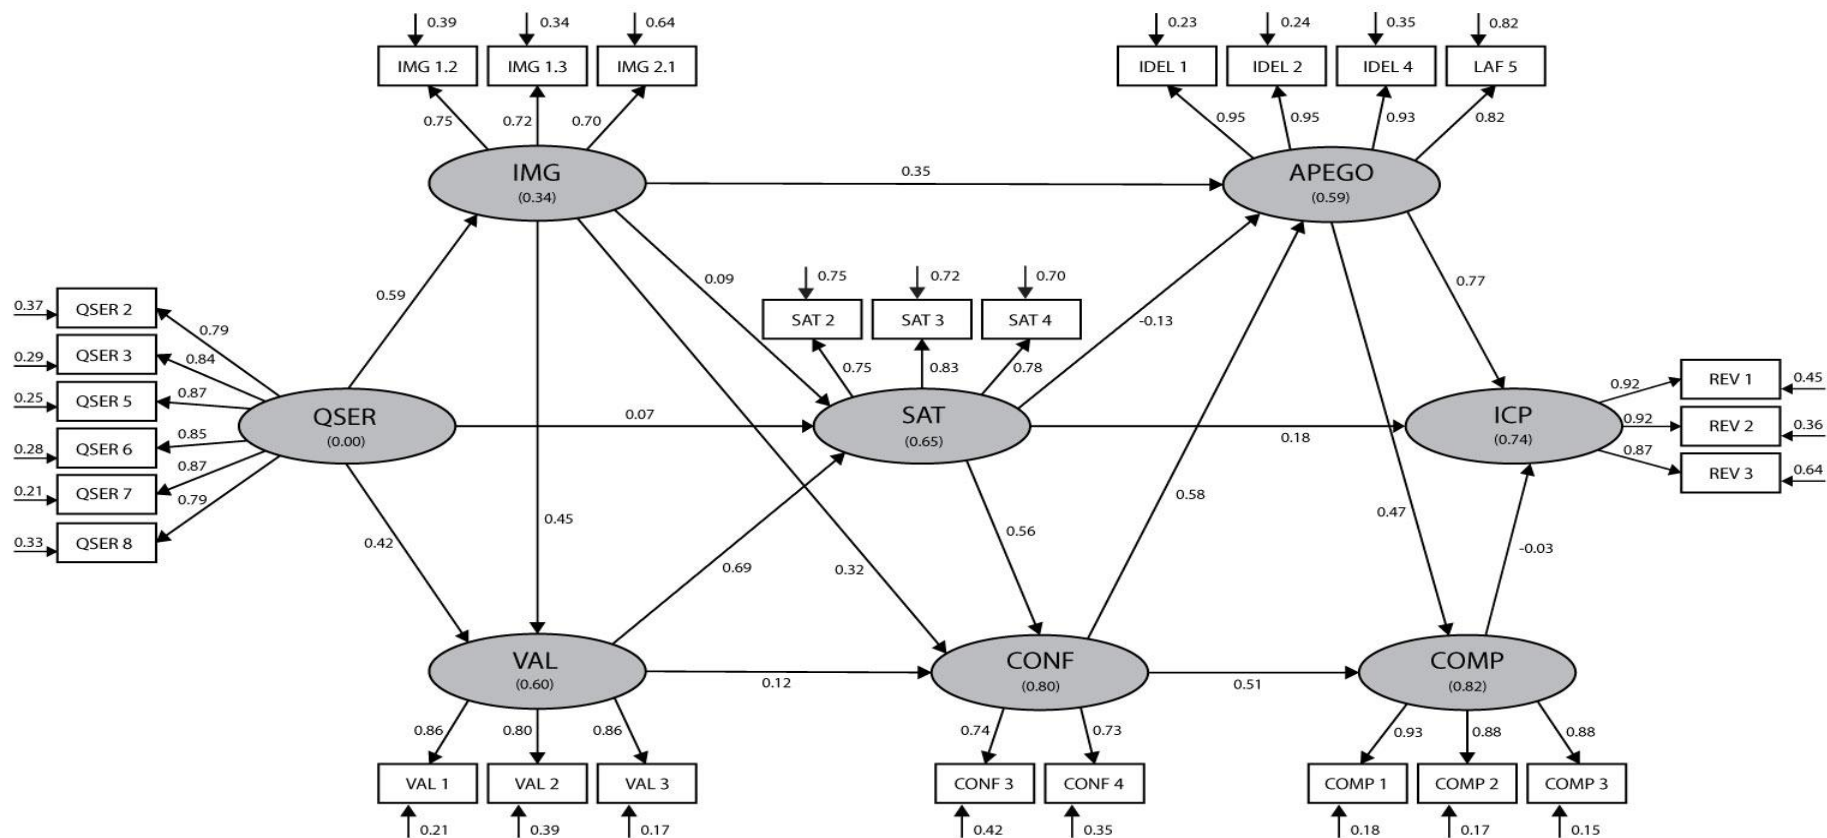 0.39
0.34
0.64
0.23
0.24
0.35
0.82
IMG 1.2
IMG 1.3
IMG 2.1
IDEL 1
IDEL 2
IDEL 4
LAF 5
0.75
0.72
0.70
0.95
0.95
0.93
0.82
IMG
(0.34)
0.35
APEGO
(0.59)
0.59
0.09
0.75
0.72
0.70
0.77
SAT 2
SAT 3
SAT 4
-0.13
0.75
0.83
0.78
0.37
QSER 2
0.79
0.29
QSER 3
0.84
0.25
QSER 5
0.87
0.28
QSER 6
0.85
0.21
QSER 7
0.87
0.33
QSER 8
0.79
QSER
(0.00)
0.07
SAT
(0.65)
0.18
ICP
(0.74)
0.92
REV 1
0.45
0.92
REV 2
0.36
0.87
REV 3
0.64
0.42
0.45
0.69
0.32
0.56
0.58
0.47
-0.03
VAL
(0.60)
0.12
CONF
(0.80)
0.51
COMP
(0.82)
0.86
0.80
0.86
0.74
0.73
0.93
0.88
0.88
VAL 1
VAL 2
VAL 3
CONF 3
CONF 4
COMP 1
COMP 2
COMP 3
0.21
0.39
0.17
0.42
0.35
0.18
0.17
0.15